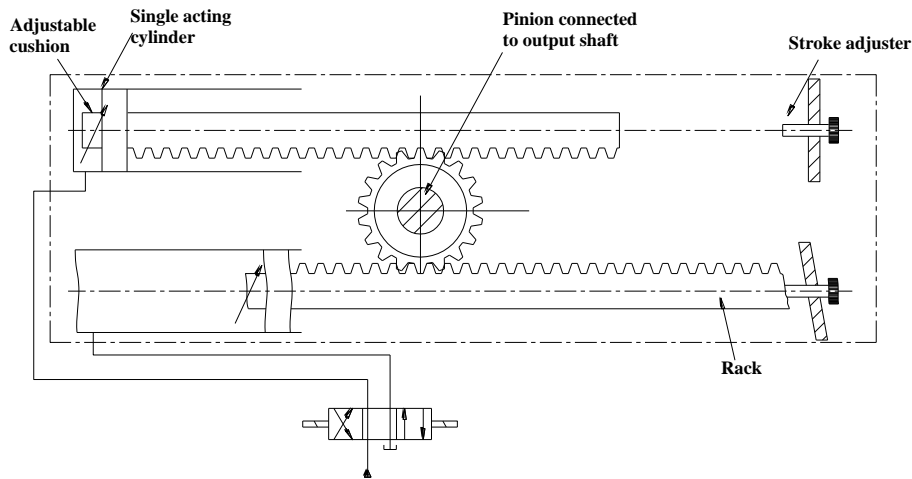 Adjustable
cushion
Single acting
cylinder
Pinion connected
to output shaft
Stroke adjuster
Rack